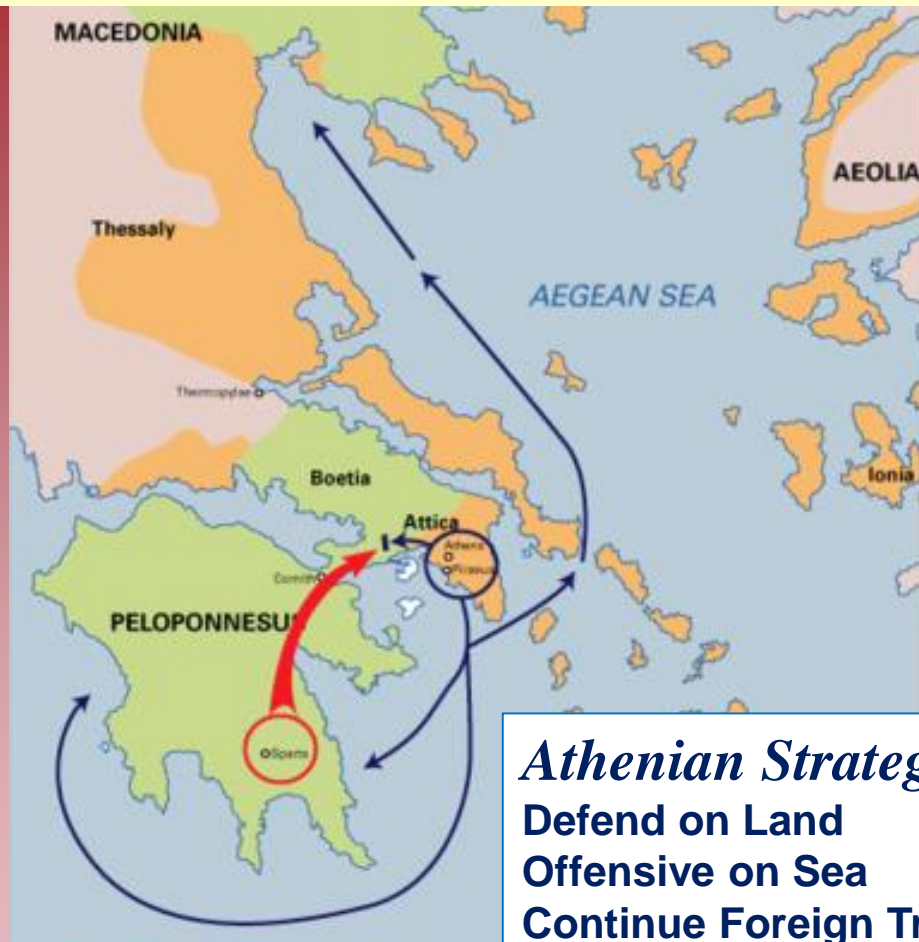 MACEDONIA
AEOLIA
Thessaly
AEGEAN SEA
Thermopylae
Boetia
Ionia
Attica
Athens
Piraeus
Corinth
PELOPONNESU
Sparta
Athenian Strateg
Defend on Land
Offensive on Sea
Continue Foreign Tr